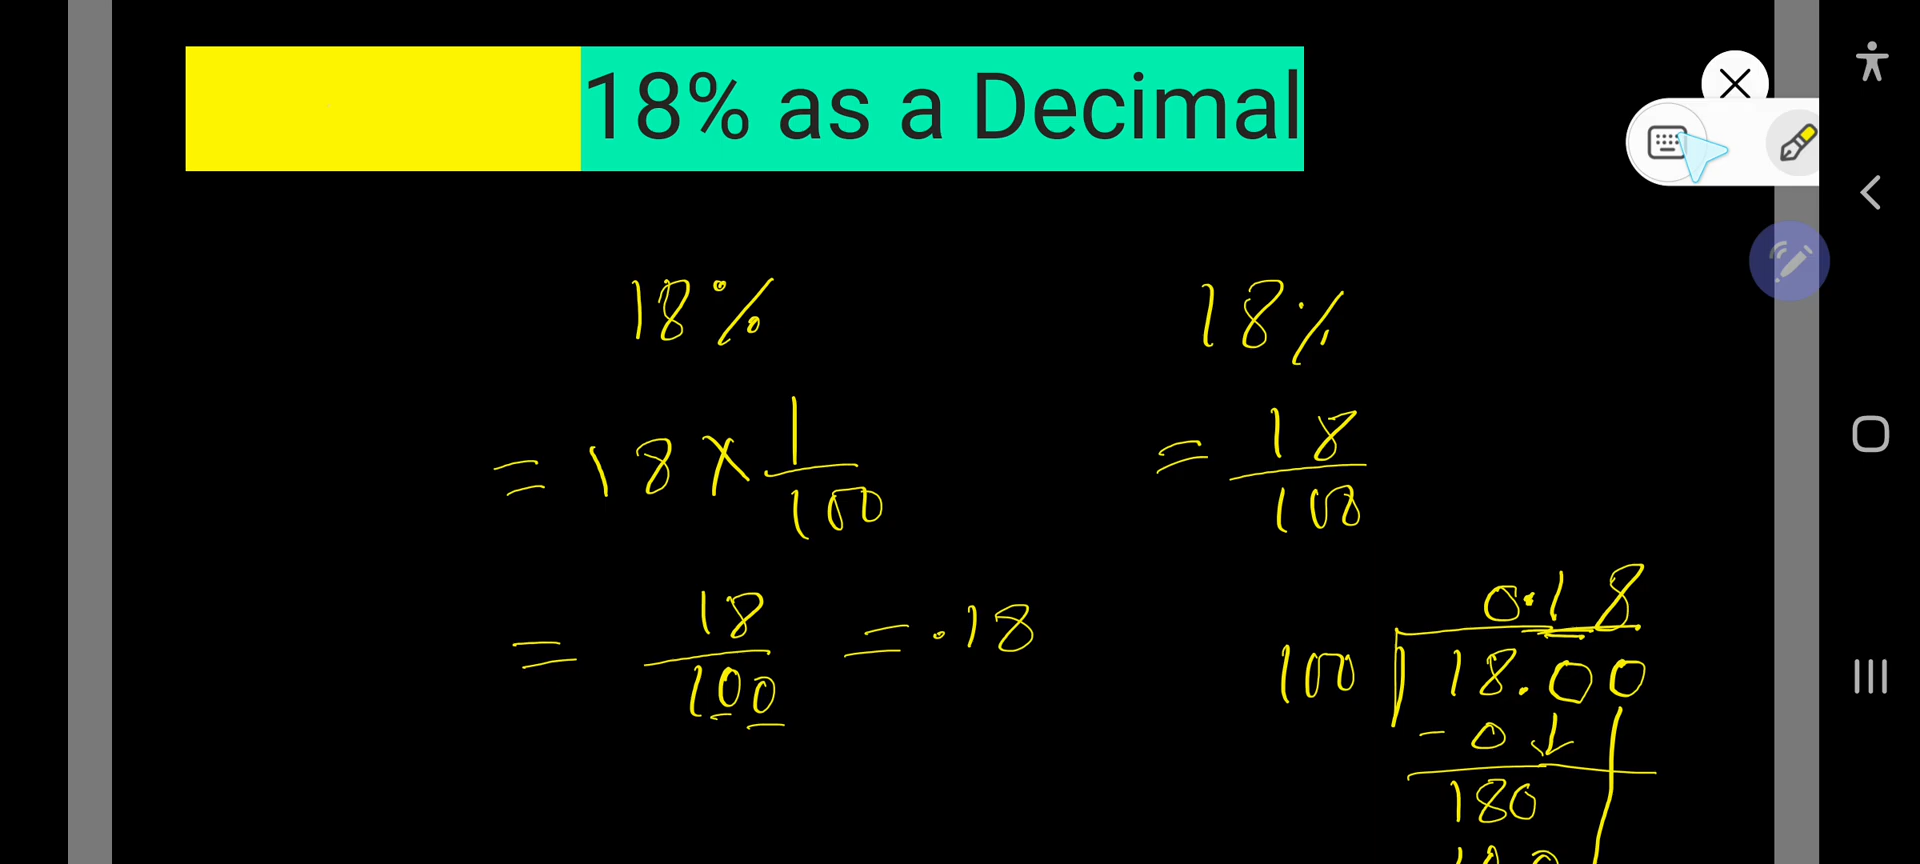 18% as a Decimal
18%
= 18 × 1/100
= 18/100 = .18
18%
= 18/100
0.18
100 18.00
- 0 ↓
180